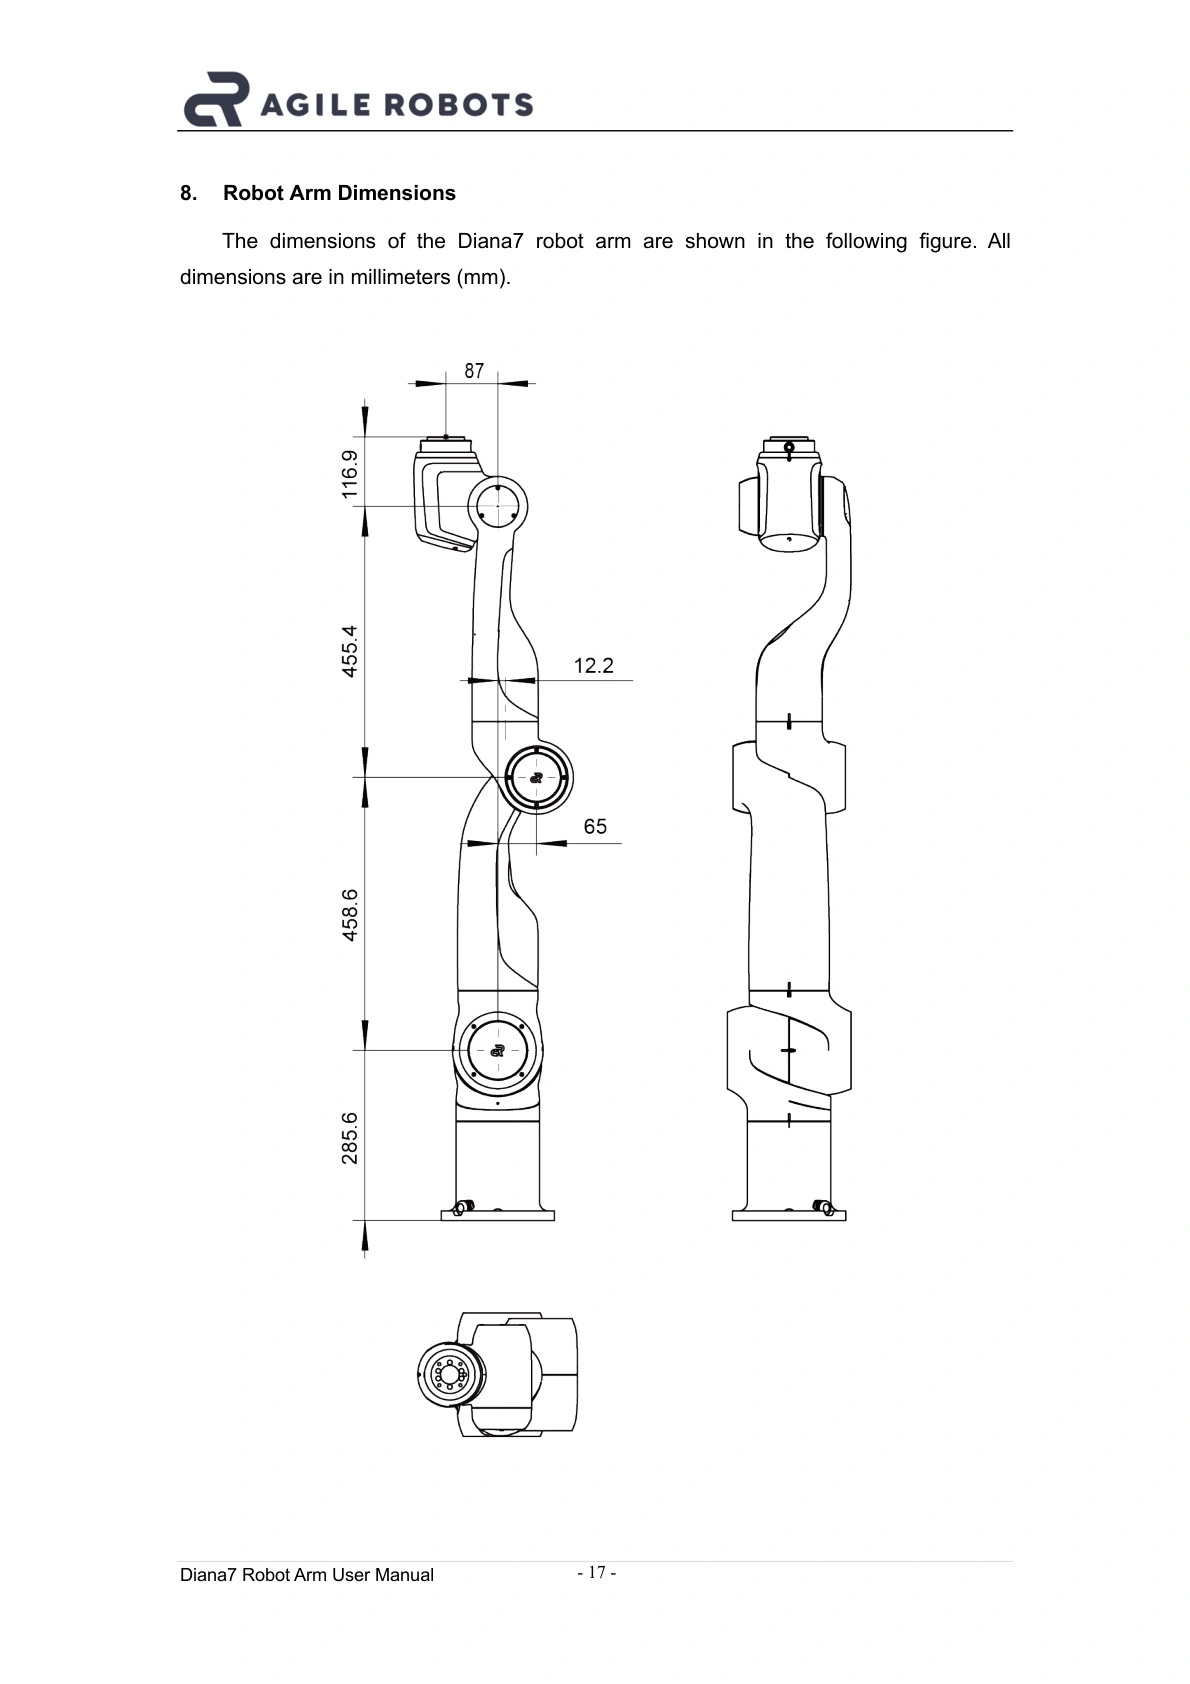 AGILE ROBOTS
8. Robot Arm Dimensions
The dimensions of the Diana7 robot arm are shown in the following figure. All
dimensions are in millimeters (mm).
87
116.9
455.4
12.2
65
458.6
285.6
Diana7 Robot Arm User Manual - 17 -